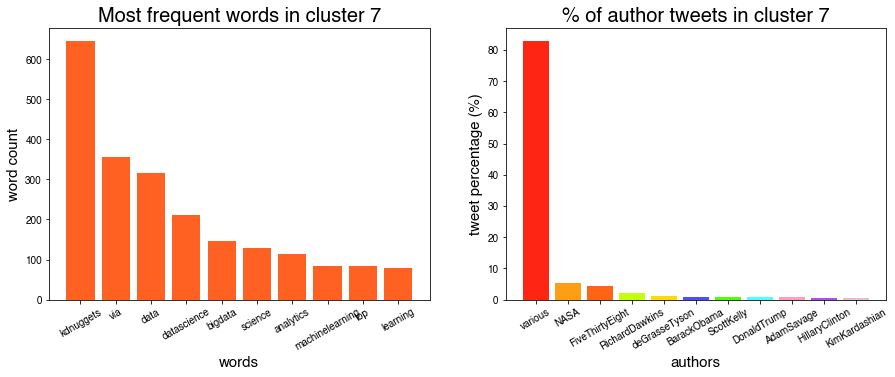 Most frequent words in cluster 7
word count
600
500
400
300
200
100
0
kdnuggets
via
data
datascience
bigdata
science
analytics
machinelearning
top
learning
words
% of author tweets in cluster 7
tweet percentage (%)
80
70
60
50
40
30
20
10
0
various
NASA
FiveThirtyEight
RichardDawkins
deGrasseTyson
BarackObama
ScottKelly
DonaldTrump
AdamSavage
HillaryClinton
KimKardashian
authors